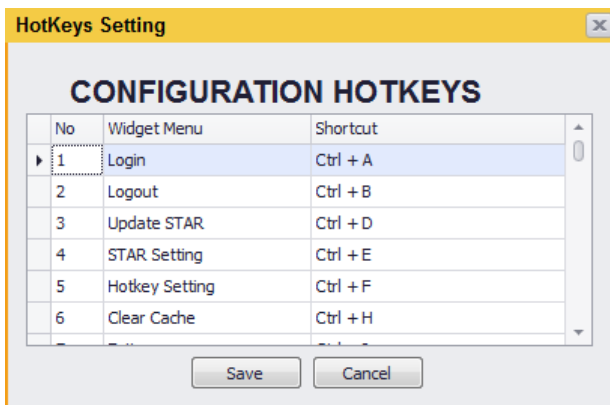 HotKeys Setting
CONFIGURATION HOTKEYS
No Widget Menu Shortcut
1 Login Ctrl + A
2 Logout Ctrl + B
3 Update STAR Ctrl + D
4 STAR Setting Ctrl + E
5 Hotkey Setting Ctrl + F
6 Clear Cache Ctrl + H
Save Cancel